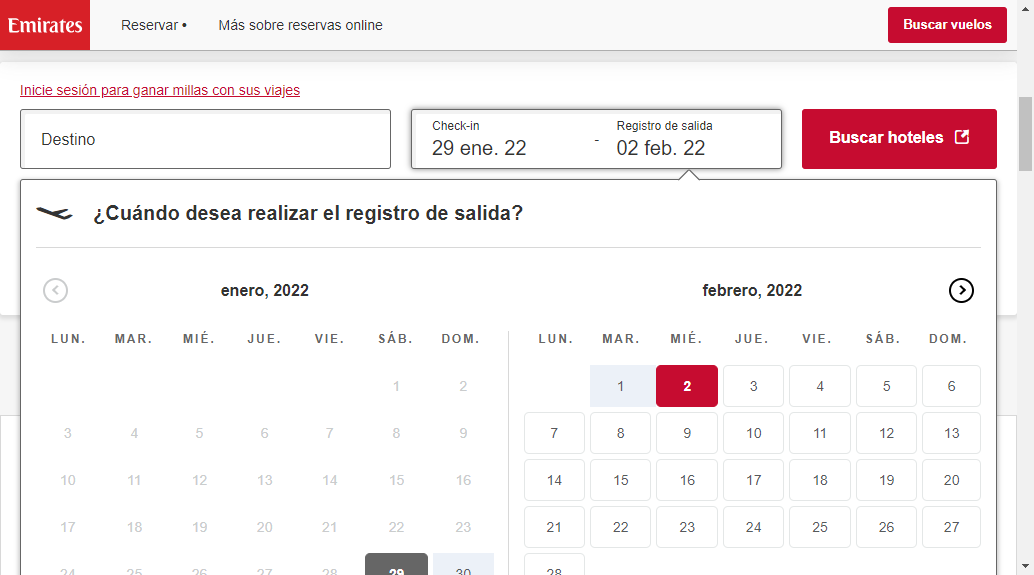 Emirates
Reservar •
Más sobre reservas online
Buscar vuelos
Inicie sesión para ganar millas con sus viajes
Destino
Check-in
29 ene. 22
-
Registro de salida
02 feb. 22
Buscar hoteles
¿Cuándo desea realizar el registro de salida?
enero, 2022
LUN. MAR. MIÉ. JUE. VIE. SÁB. DOM.
1 2
3 4 5 6 7 8 9
10 11 12 13 14 15 16
17 18 19 20 21 22 23
24 25 26 27 28 29 30
febrero, 2022
LUN. MAR. MIÉ. JUE. VIE. SÁB. DOM.
1 2 3 4 5 6
7 8 9 10 11 12 13
14 15 16 17 18 19 20
21 22 23 24 25 26 27
28